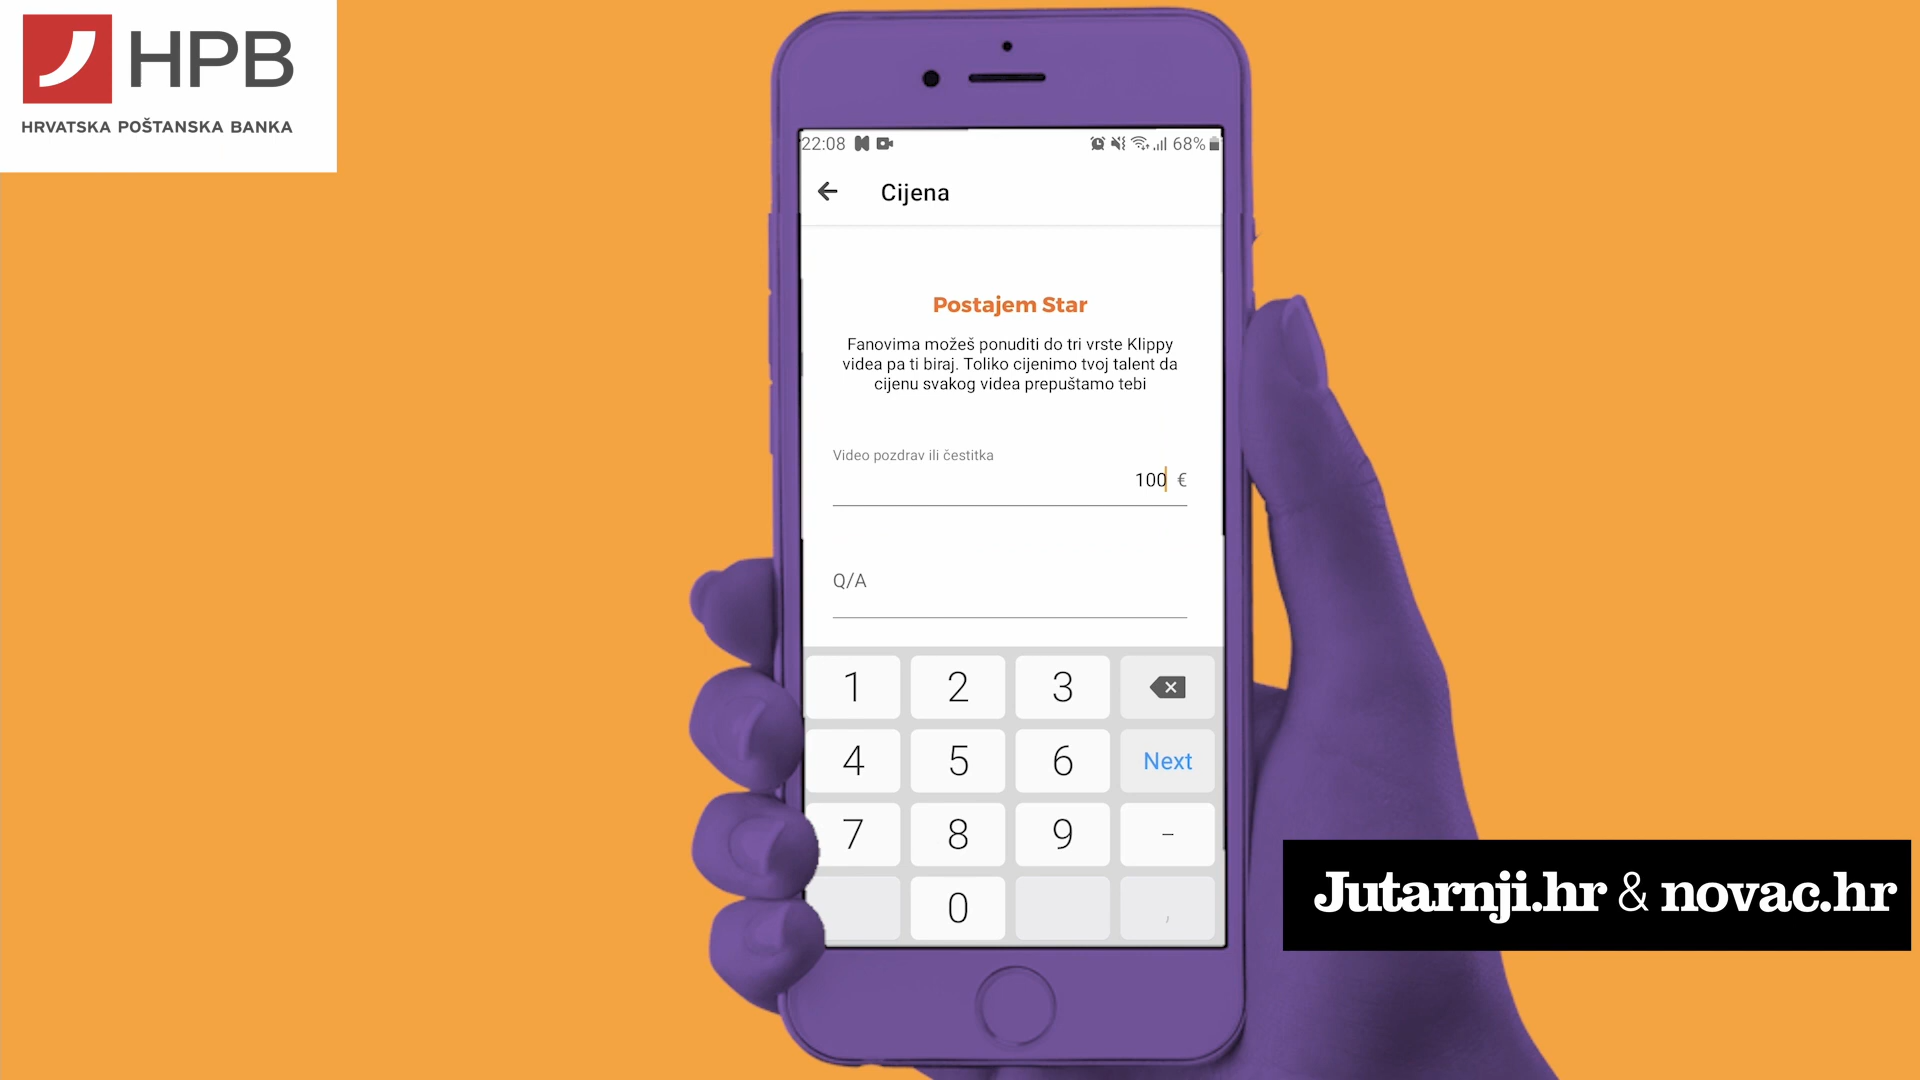 HPB
HRVATSKA POŠTANSKA BANKA
22:08
68%
Cijena
Postajem Star
Fanovima možeš ponuditi do tri vrste Klippy
videa pa ti biraj. Toliko cijenimo tvoj talent da
cijenu svakog videa prepuštamo tebi
Video pozdrav ili čestitka
100 €
Q/A
1 2 3
4 5 6 Next
7 8 9 –
0 ,
Jutarnji.hr & novac.hr